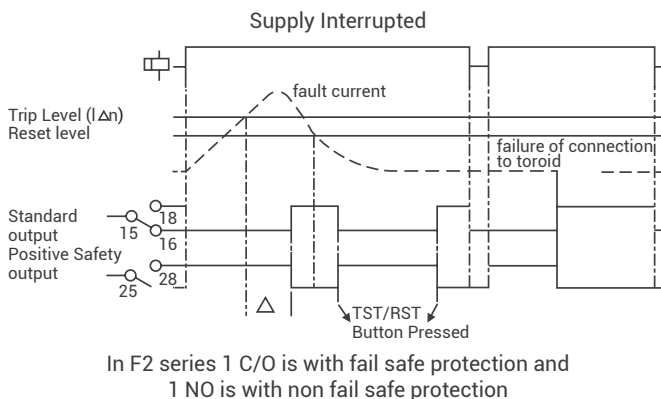 Supply Interrupted
fault current
Trip Level (I∆n)
Reset level
failure of connection
to toroid
Standard
output
18
15
16
Positive Safety
output
28
25
∆
TST/RST
Button Pressed
In F2 series 1 C/O is with fail safe protection and
1 NO is with non fail safe protection